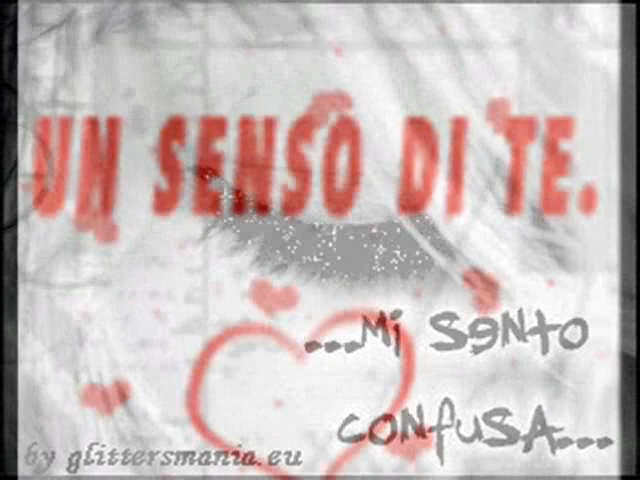 UN SENSO DI TE.
...Mi SeNto
coNfuSA...
by glittersmania.eu